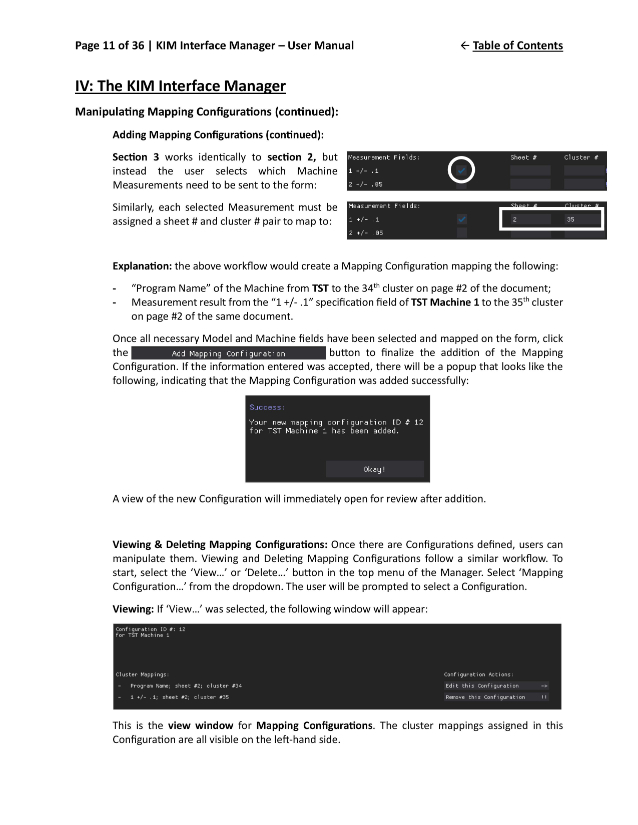 Page 11 of 36 | KIM Interface Manager – User Manual
← Table of Contents
IV: The KIM Interface Manager
Manipulating Mapping Configurations (continued):
Adding Mapping Configurations (continued):
Section 3 works identically to section 2, but
instead the user selects which Machine
Measurements need to be sent to the form:
Measurement Fields: Sheet # Cluster #
1 +/- .1
2 +/- .05
Similarly, each selected Measurement must be
assigned a sheet # and cluster # pair to map to:
Measurement Fields: Sheet # Cluster #
1 +/- 1 2 35
2 +/- 05
Explanation: the above workflow would create a Mapping Configuration mapping the following:
- “Program Name” of the Machine from TST to the 34th cluster on page #2 of the document;
- Measurement result from the “1 +/- .1” specification field of TST Machine 1 to the 35th cluster
on page #2 of the same document.
Once all necessary Model and Machine fields have been selected and mapped on the form, click
the Add Mapping Configuration button to finalize the addition of the Mapping
Configuration. If the information entered was accepted, there will be a popup that looks like the
following, indicating that the Mapping Configuration was added successfully:
Success:
Your new mapping configuration ID # 12
for TST Machine 1 has been added.
Okay!
A view of the new Configuration will immediately open for review after addition.
Viewing & Deleting Mapping Configurations: Once there are Configurations defined, users can
manipulate them. Viewing and Deleting Mapping Configurations follow a similar workflow. To
start, select the ‘View…’ or ‘Delete…’ button in the top menu of the Manager. Select ‘Mapping
Configuration…’ from the dropdown. The user will be prompted to select a Configuration.
Viewing: If ‘View…’ was selected, the following window will appear:
Configuration ID #: 12
for TST Machine 1
Cluster Mappings: Configuration Actions:
- Program Name; sheet #2; cluster #34 Edit this Configuration →
- 1 +/- .1; sheet #2; cluster #35 Remove this Configuration !!
This is the view window for Mapping Configurations. The cluster mappings assigned in this
Configuration are all visible on the left-hand side.